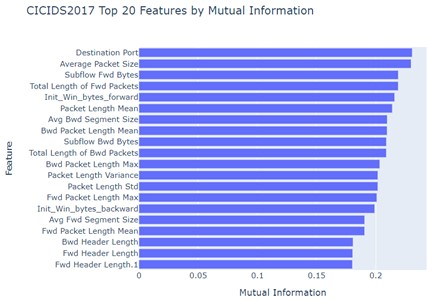 CICIDS2017 Top 20 Features by Mutual Information
Feature
Destination Port
Average Packet Size
Subflow Fwd Bytes
Total Length of Fwd Packets
Init_Win_bytes_forward
Packet Length Mean
Avg Bwd Segment Size
Bwd Packet Length Mean
Subflow Bwd Bytes
Total Length of Bwd Packets
Bwd Packet Length Max
Packet Length Variance
Packet Length Std
Fwd Packet Length Max
Init_Win_bytes_backward
Avg Fwd Segment Size
Fwd Packet Length Mean
Bwd Header Length
Fwd Header Length
Fwd Header Length.1
0 0.05 0.1 0.15 0.2
Mutual Information